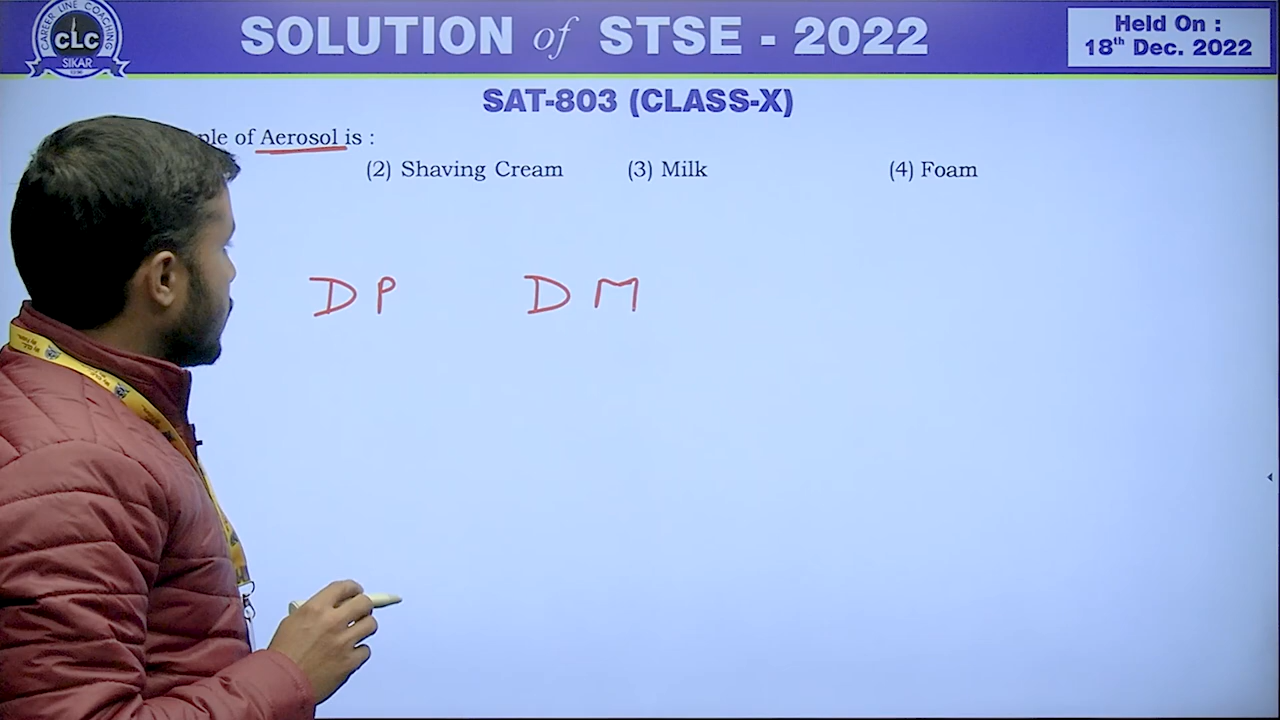 CAREER LINE COACHING
CLC
SIKAR
SOLUTION of STSE - 2022
Held On :
18th Dec. 2022
SAT-803 (CLASS-X)
of Aerosol is :
(2) Shaving Cream (3) Milk (4) Foam
D P D M